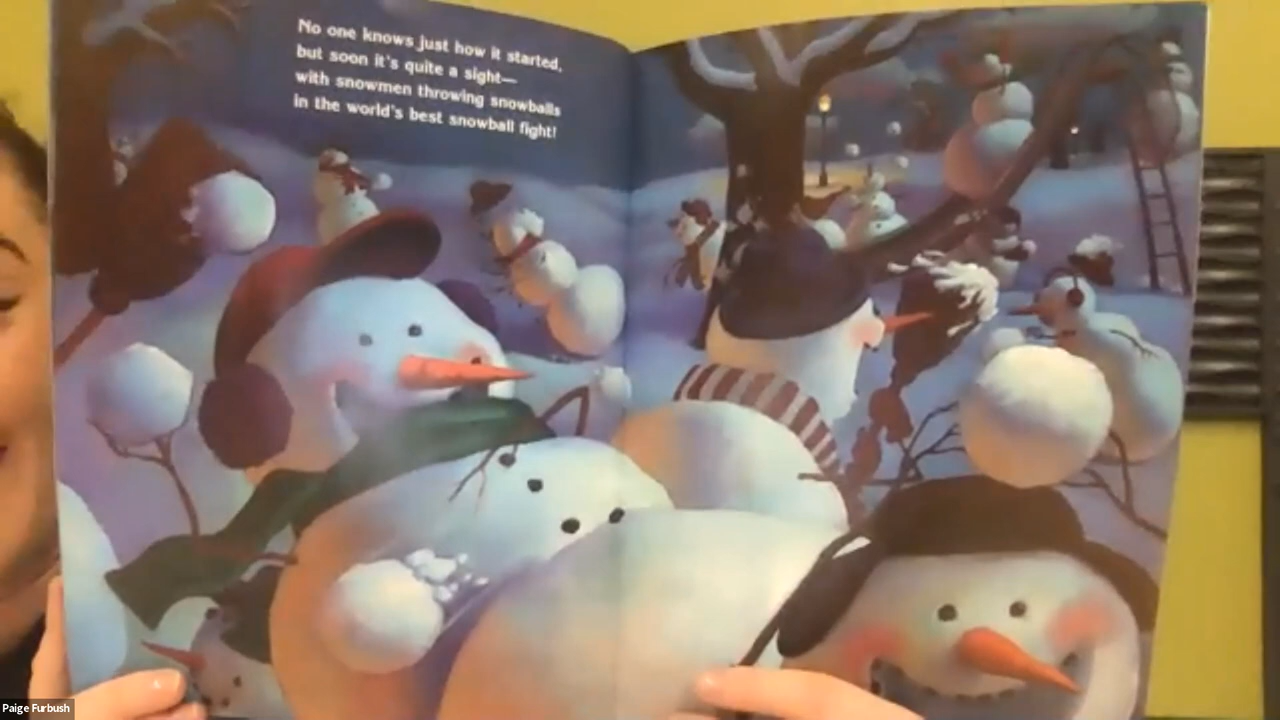 No one knows just how it started,
but soon it's quite a sight—
with snowmen throwing snowballs
in the world's best snowball fight!
Paige Furbush